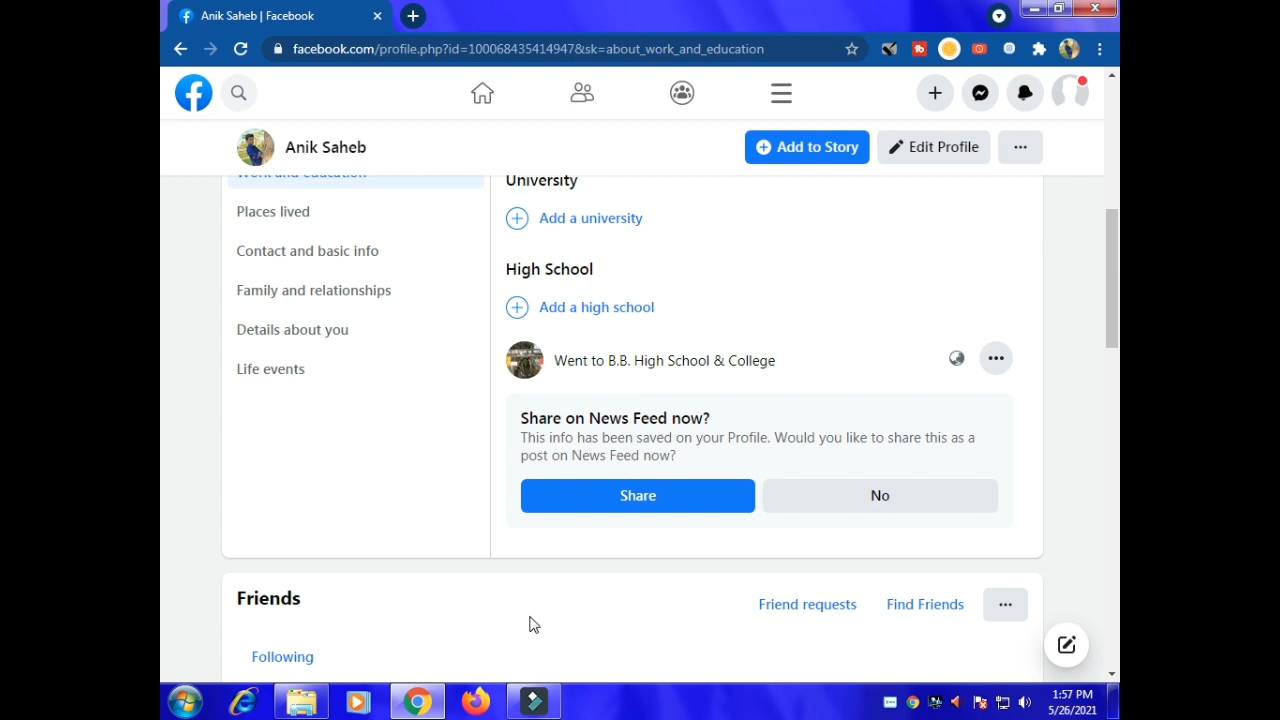 Anik Saheb | Facebook
facebook.com/profile.php?id=100068435414947&sk=about_work_and_education
Anik Saheb
Add to Story
Edit Profile
Work and education
Places lived
Contact and basic info
Family and relationships
Details about you
Life events
University
Add a university
High School
Add a high school
Went to B.B. High School & College
Share on News Feed now?
This info has been saved on your Profile. Would you like to share this as a
post on News Feed now?
Share
No
Friends
Friend requests
Find Friends
Following
1:57 PM
5/26/2021